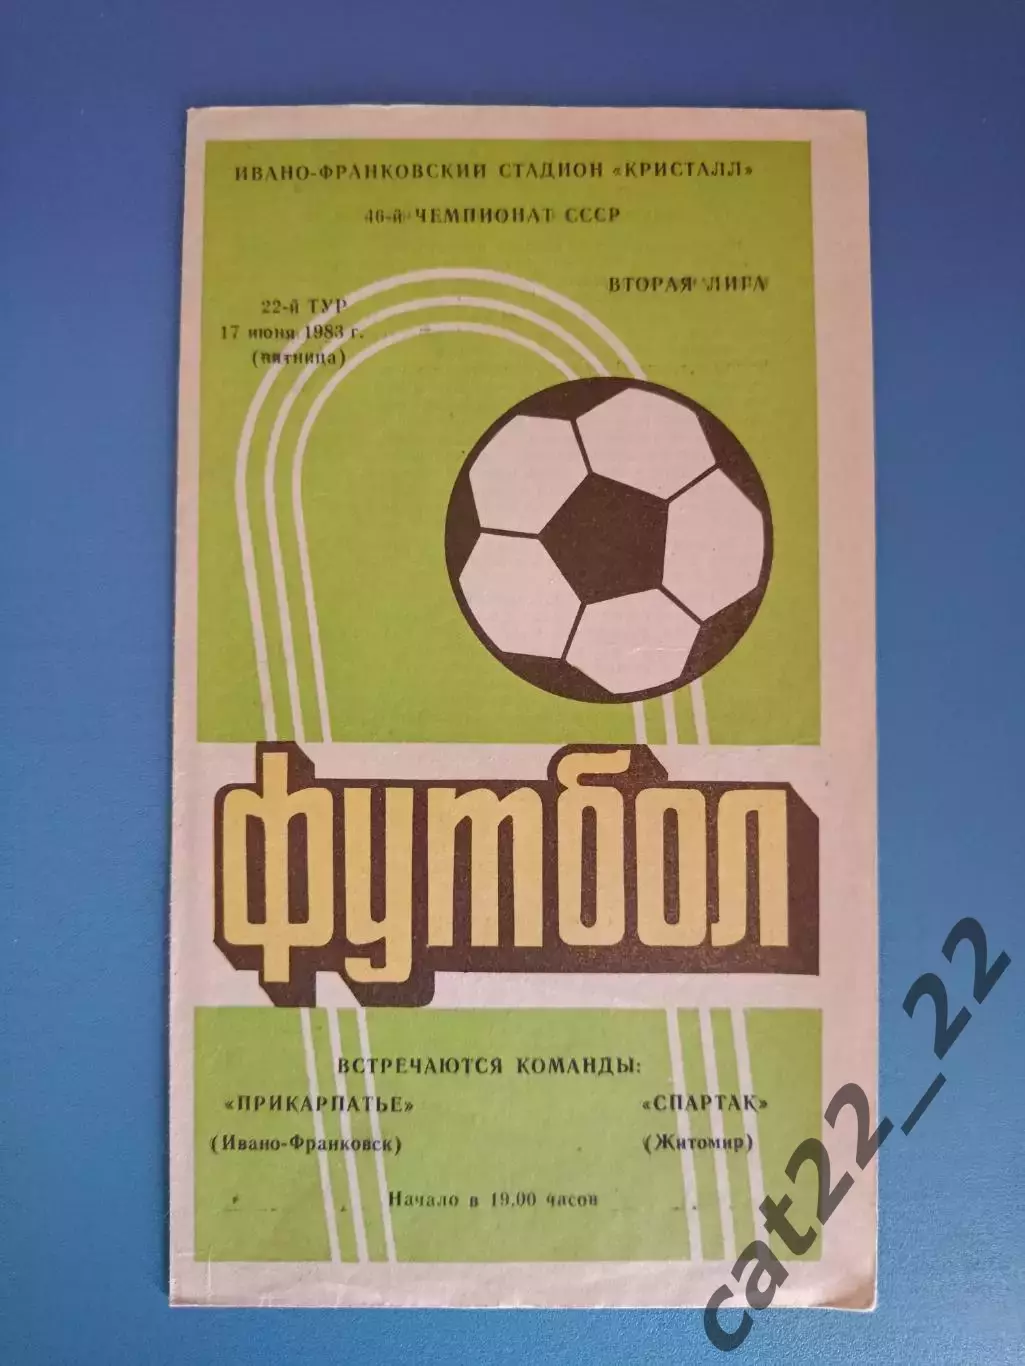 ИВАНО-ФРАНКОВСКИЙ СТАДИОН «КРИСТАЛЛ»
46-й ЧЕМПИОНАТ СССР
ВТОРАЯ ЛИГА
22-й ТУР
17 июня 1983 г.
(пятница)
футбол
ВСТРЕЧАЮТСЯ КОМАНДЫ:
«ПРИКАРПАТЬЕ» «СПАРТАК»
(Ивано-Франковск) (Житомир)
Начало в 19.00 часов
cat22__22